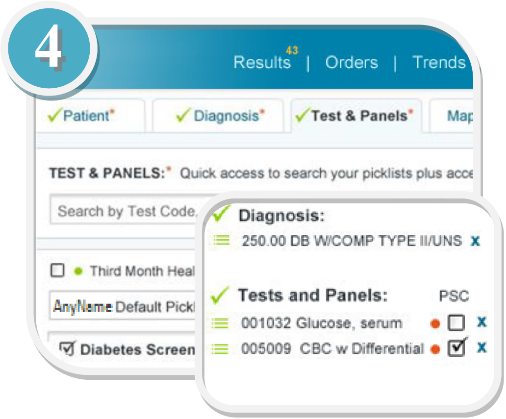 4
43
Results | Orders | Trends
Patient* Diagnosis* Test & Panels* Map
TEST & PANELS:* Quick access to search your picklists plus acce
Search by Test Code,
Third Month Heal
AnyName Default Pickl
Diabetes Screen
Diagnosis:
250.00 DB W/COMP TYPE II/UNS X
Tests and Panels: PSC
001032 Glucose, serum X
005009 CBC w Differential X